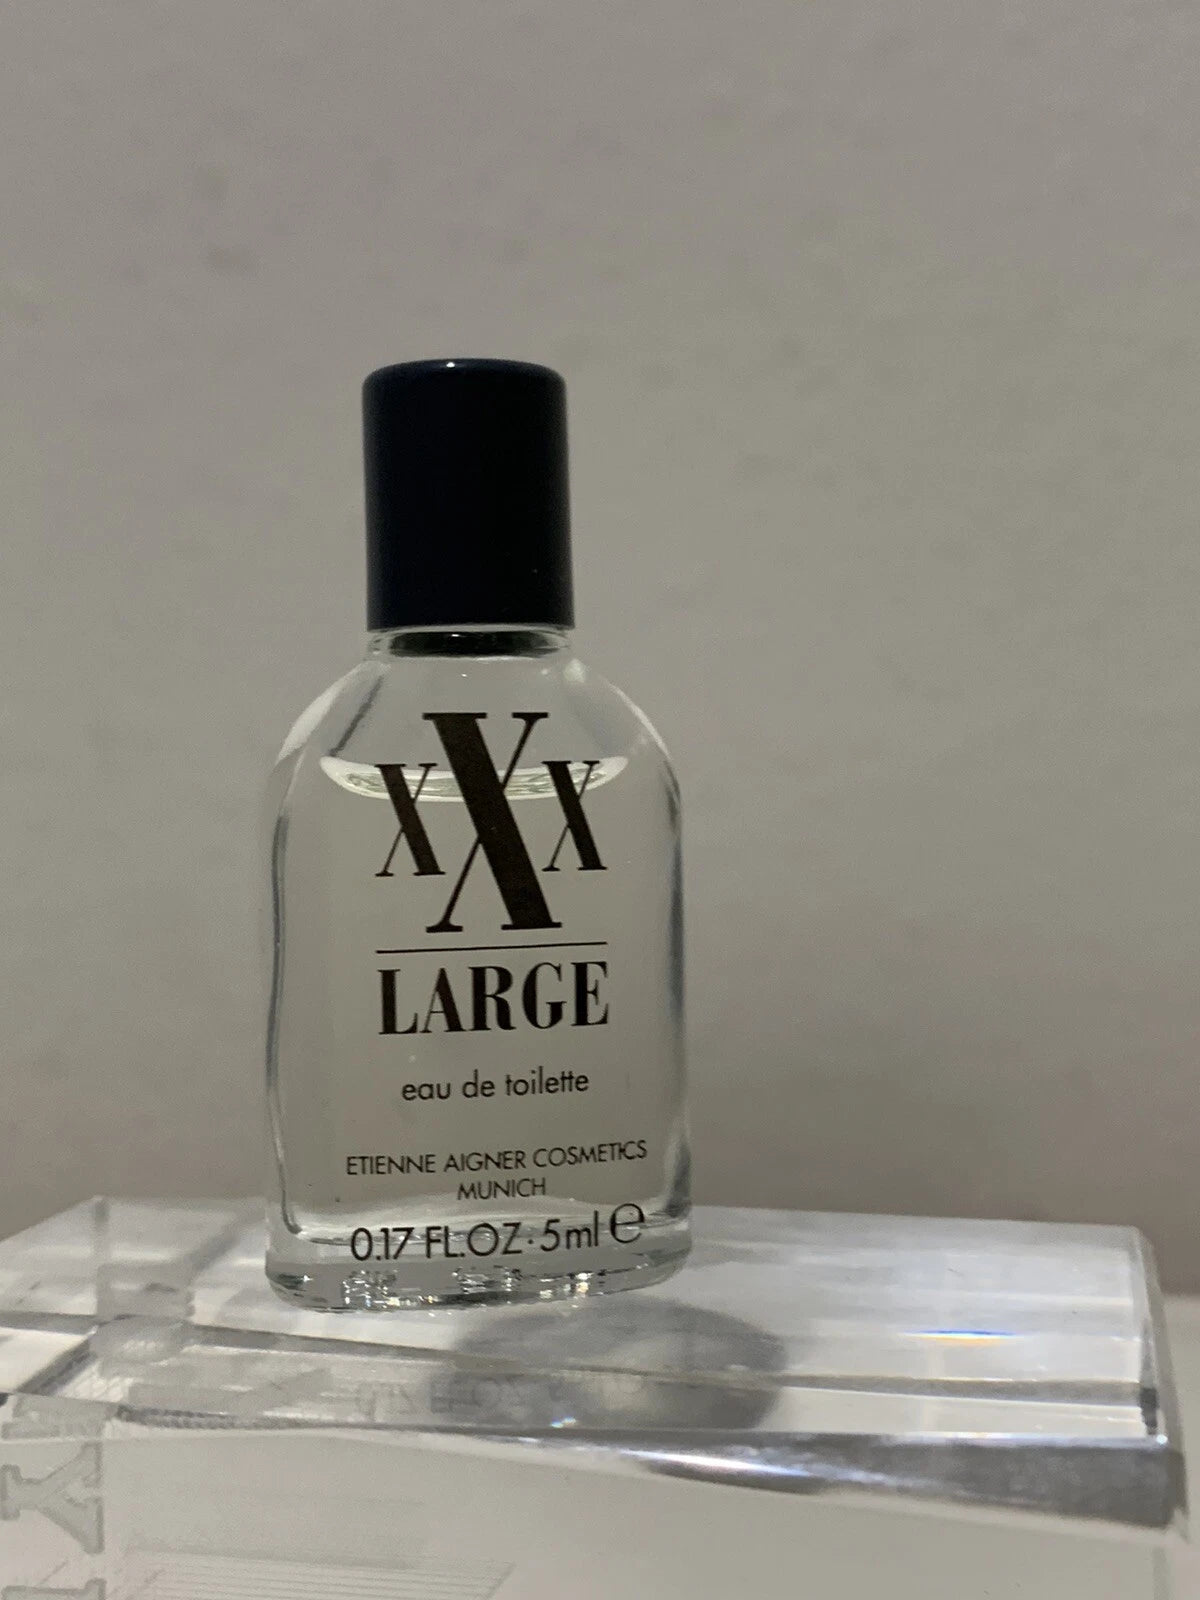 XXX
LARGE
eau de toilette
ETIENNE AIGNER COSMETICS
MUNICH
0.17 FL.OZ·5ml ℮